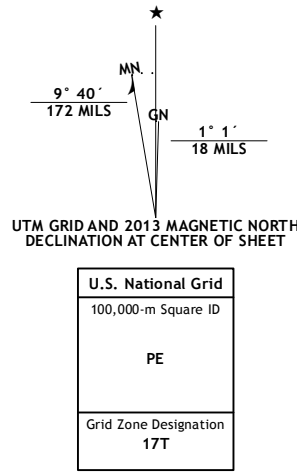 ★
MN
9° 40´
172 MILS
GN
1° 1´
18 MILS
UTM GRID AND 2013 MAGNETIC NORTH
DECLINATION AT CENTER OF SHEET
U.S. National Grid
100,000-m Square ID
PE
Grid Zone Designation
17T